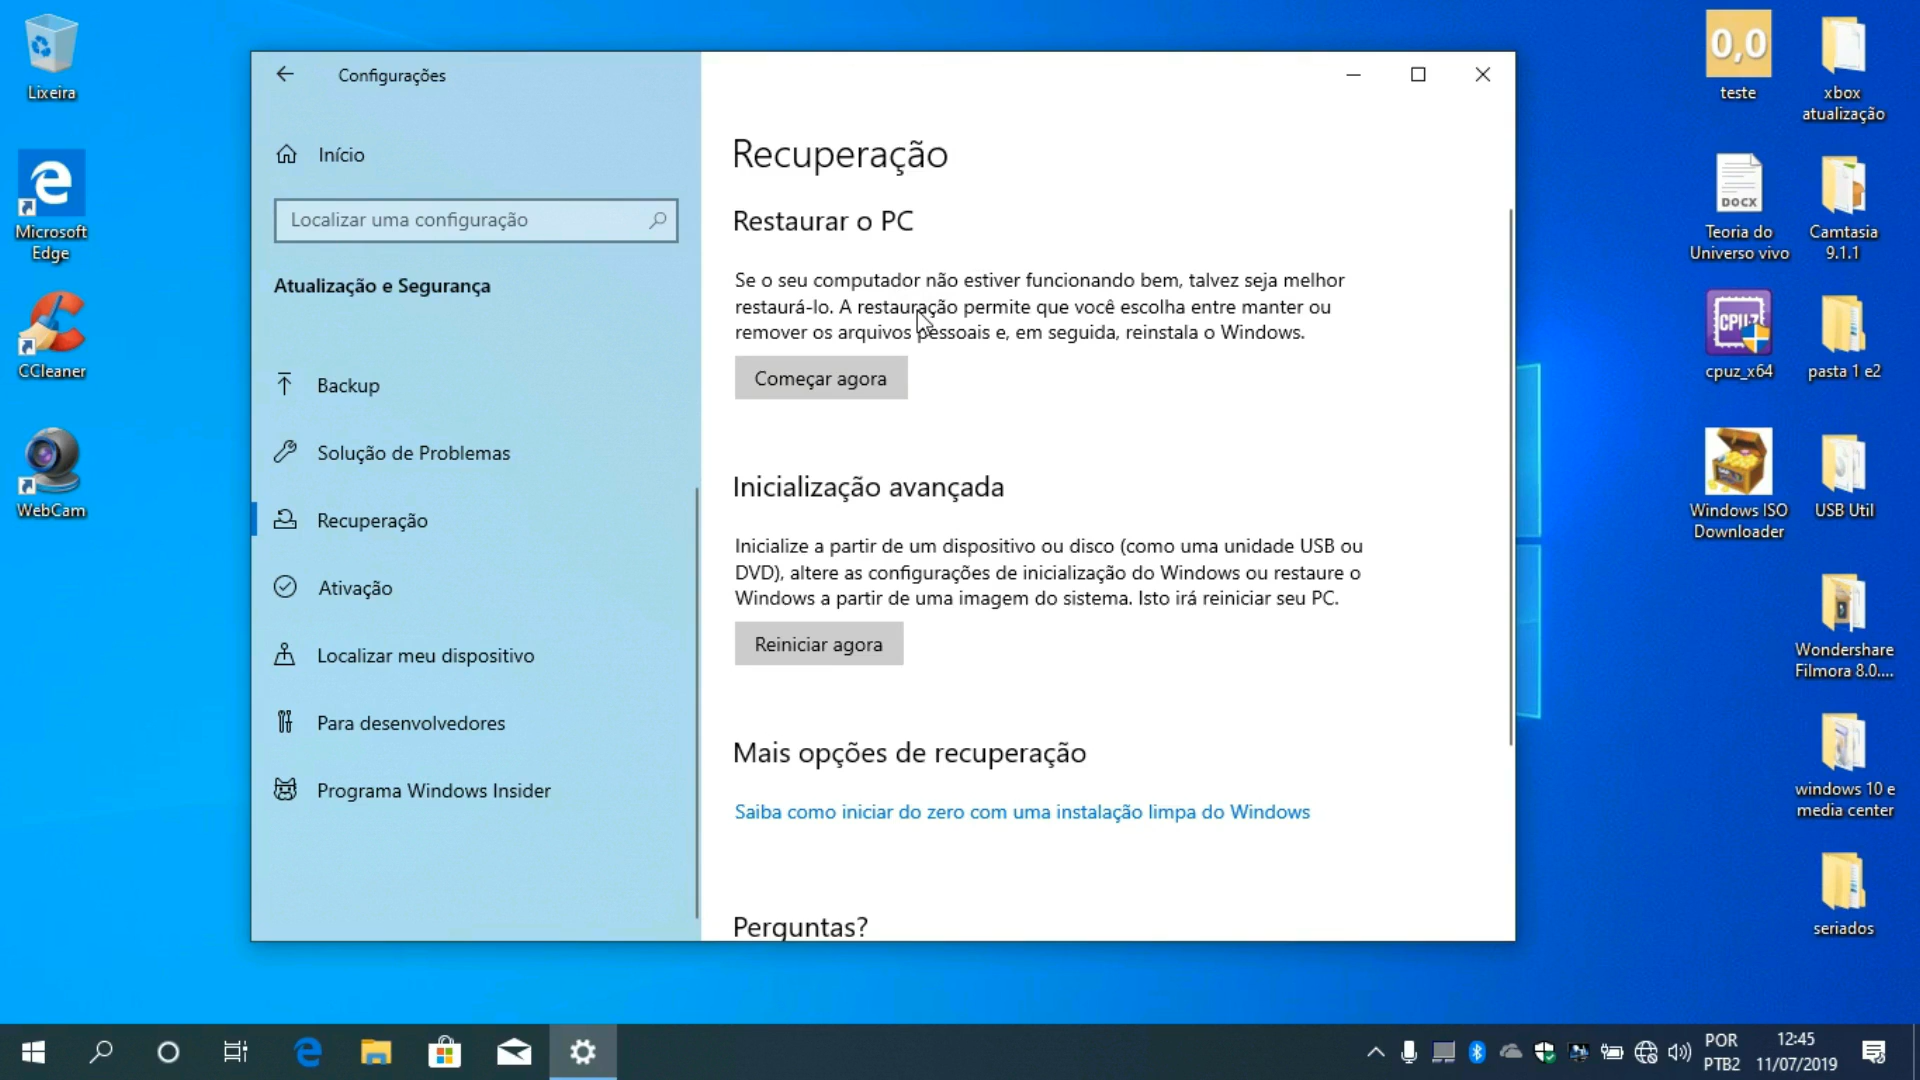 Lixeira
Microsoft
Edge
CCleaner
WebCam
Configurações
Início
Localizar uma configuração
Atualização e Segurança
Backup
Solução de Problemas
Recuperação
Ativação
Localizar meu dispositivo
Para desenvolvedores
Programa Windows Insider
Recuperação
Restaurar o PC
Se o seu computador não estiver funcionando bem, talvez seja melhor
restaurá-lo. A restauração permite que você escolha entre manter ou
remover os arquivos pessoais e, em seguida, reinstala o Windows.
Começar agora
Inicialização avançada
Inicialize a partir de um dispositivo ou disco (como uma unidade USB ou
DVD), altere as configurações de inicialização do Windows ou restaure o
Windows a partir de uma imagem do sistema. Isto irá reiniciar seu PC.
Reiniciar agora
Mais opções de recuperação
Saiba como iniciar do zero com uma instalação limpa do Windows
Perguntas?
0,0
teste
xbox
atualização
DOCX
Teoria do
Universo vivo
Camtasia
9.1.1
CPU-Z
cpuz_x64
pasta 1 e2
Windows ISO
Downloader
USB Util
Wondershare
Filmora 8.0....
windows 10 e
media center
seriados
POR
PTB2
12:45
11/07/2019